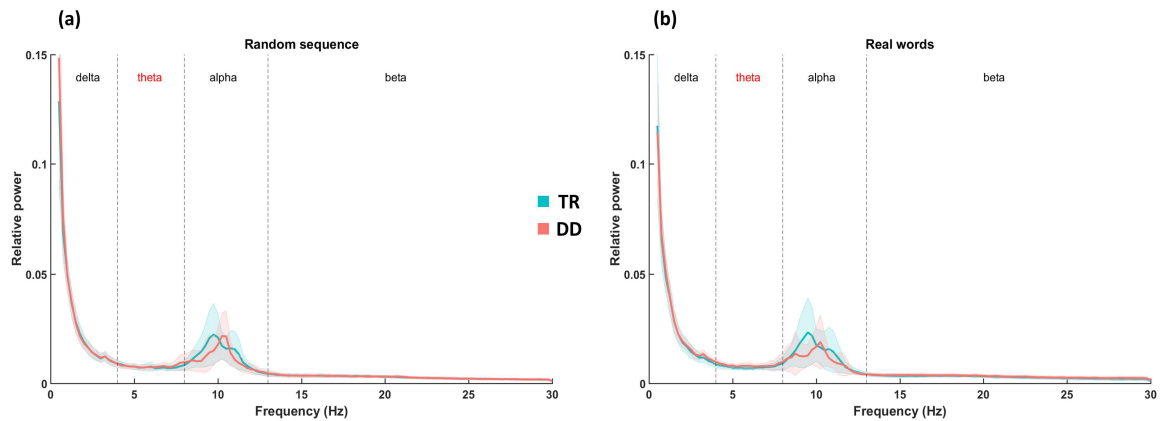 (a)
Random sequence
0.15
delta
theta
alpha
beta
0.1
0.05
0
Relative power
0
5
10
15
20
25
30
Frequency (Hz)
TR
DD
(b)
Real words
0.15
delta
theta
alpha
beta
0.1
0.05
0
Relative power
0
5
10
15
20
25
30
Frequency (Hz)